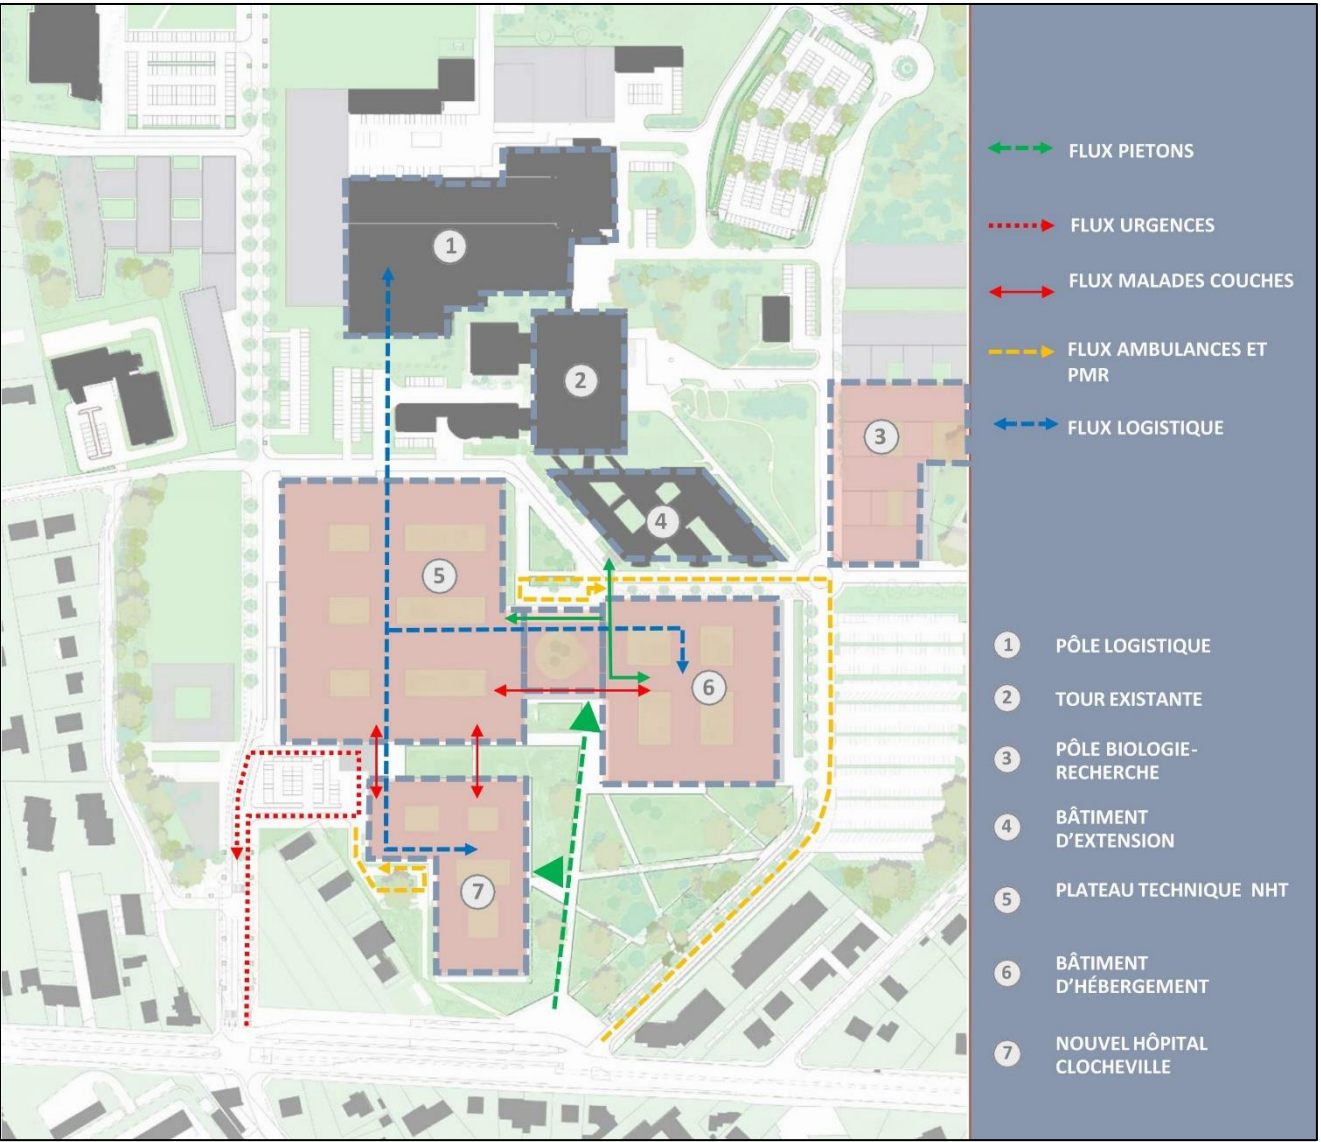 FLUX PIETONS
FLUX URGENCES
FLUX MALADES COUCHES
FLUX AMBULANCES ET
PMR
FLUX LOGISTIQUE
1 PÔLE LOGISTIQUE
2 TOUR EXISTANTE
3 PÔLE BIOLOGIE-
RECHERCHE
4 BÂTIMENT
D’EXTENSION
5 PLATEAU TECHNIQUE NHT
6 BÂTIMENT
D’HÉBERGEMENT
7 NOUVEL HÔPITAL
CLOCHEVILLE
1
2
3
4
5
6
7